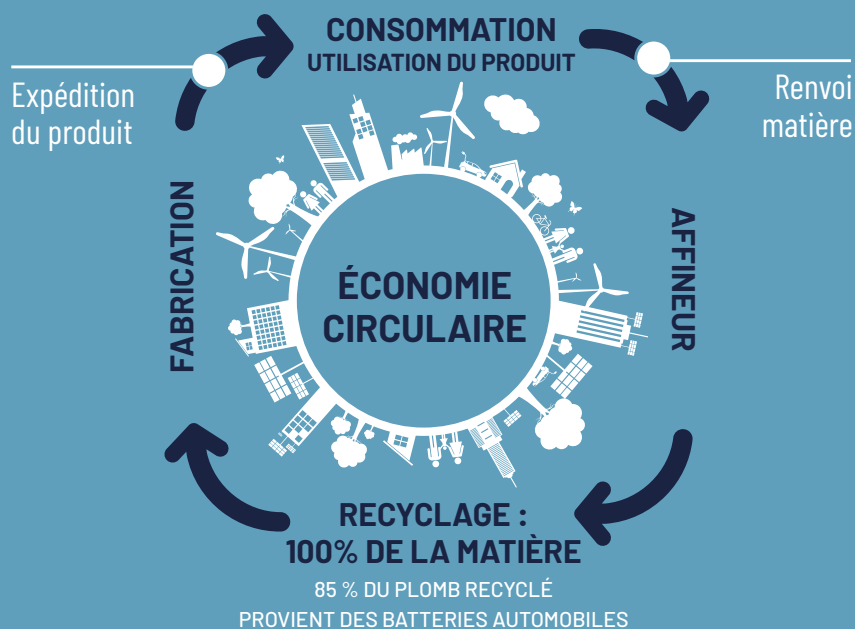 CONSOMMATION
UTILISATION DU PRODUIT
Expédition
du produit
Renvoi
matière
FABRICATION
AFFINEUR
ÉCONOMIE
CIRCULAIRE
RECYCLAGE :
100% DE LA MATIÈRE
85 % DU PLOMB RECYCLÉ
PROVIENT DES BATTERIES AUTOMOBILES